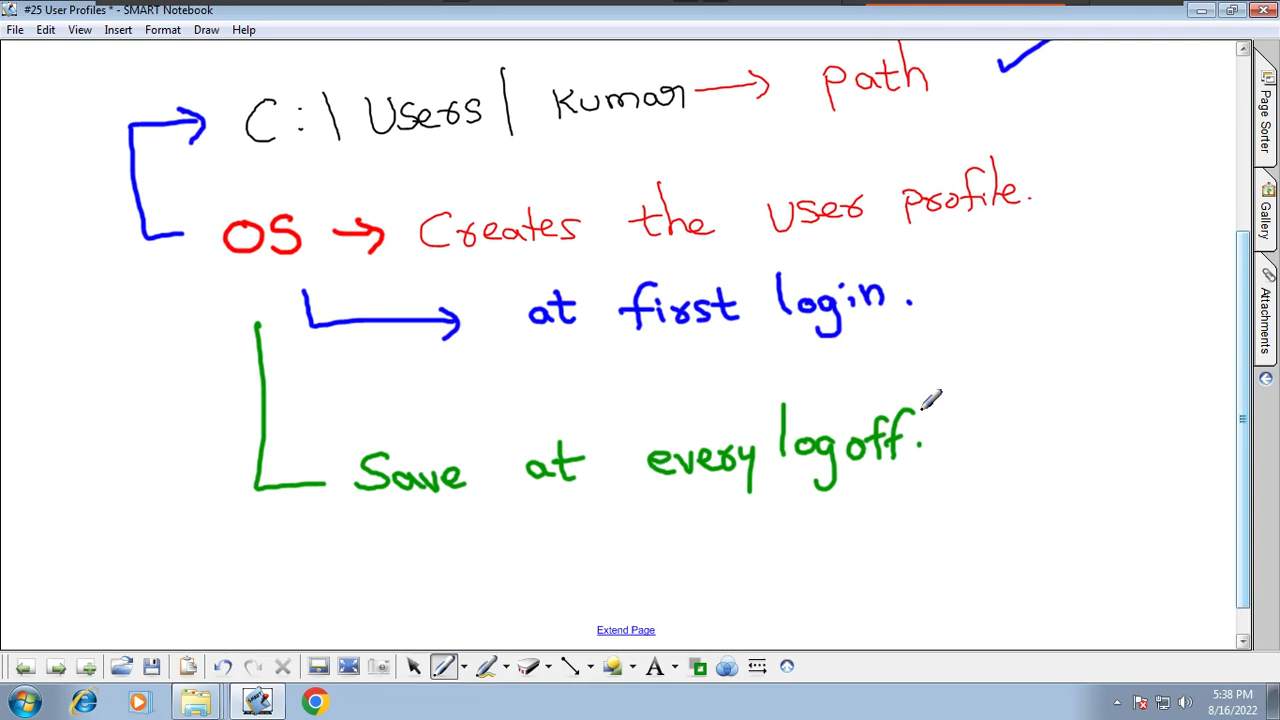 #25 User Profiles * - SMART Notebook
File Edit View Insert Format Draw Help
C:\ Users\ Kumar → Path ✓
OS → Creates the user profile.
at first login.
Save at every log off.
Extend Page
Page Sorter
Gallery
Attachments
5:38 PM
8/16/2022